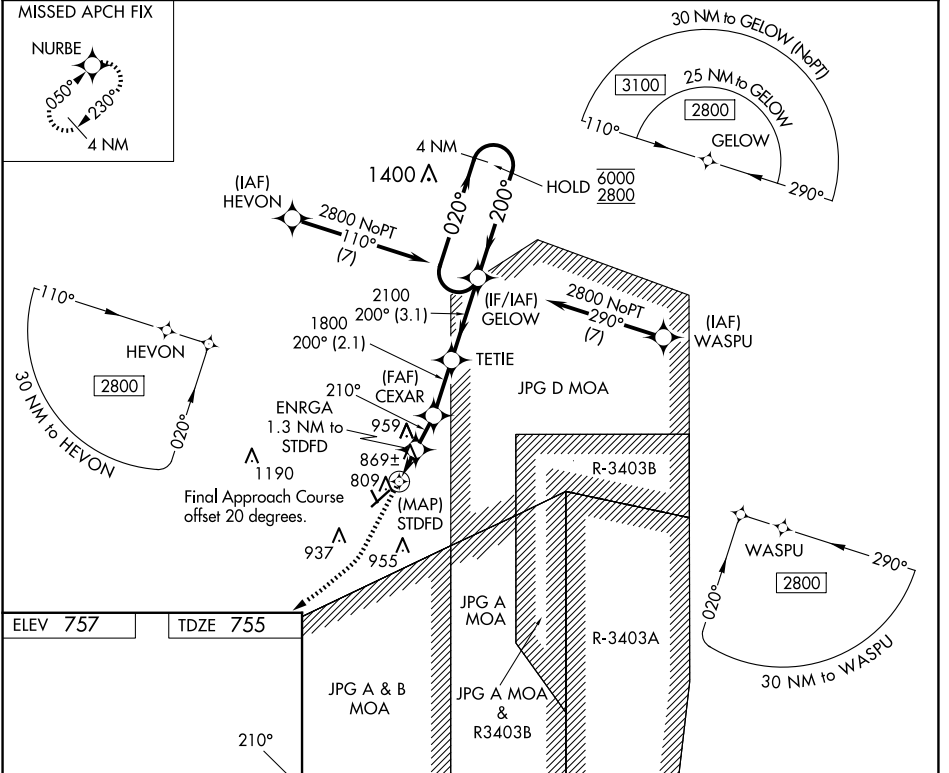 MISSED APCH FIX
NURBE
050°
230°
4 NM
30 NM to GELOW (NoPT)
3100
25 NM to GELOW
2800
110°
GELOW
290°
4 NM
1400
HOLD 6000
2800
020°
200°
(IAF)
HEVON
2800 NoPT
110°
(7)
2100
200° (3.1)
(IF/IAF)
GELOW
2800 NoPT
290°
(7)
(IAF)
WASPU
1800
200° (2.1)
TETIE
JPG D MOA
110°
HEVON
2800
020°
30 NM to HEVON
(FAF)
CEXAR
210°
ENRGA
1.3 NM to
STDFD
959
869±
809
1190
Final Approach Course
offset 20 degrees.
(MAP)
STDFD
937
955
R-3403B
WASPU
290°
2800
020°
30 NM to WASPU
JPG A
MOA
R-3403A
ELEV 757
TDZE 755
JPG A & B
MOA
JPG A MOA
&
R3403B
210°